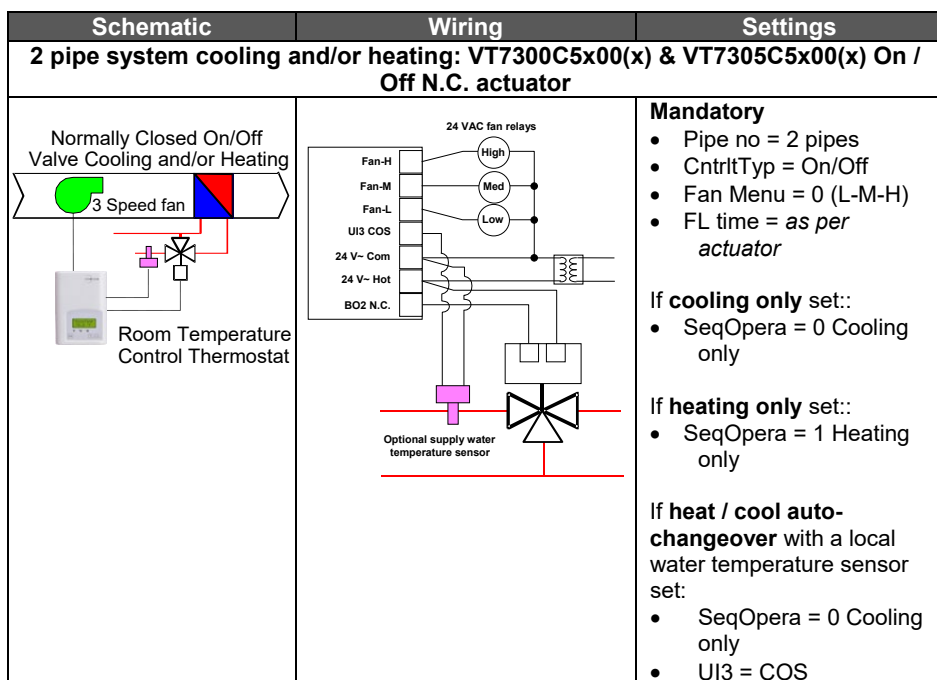 Schematic
Wiring
Settings
2 pipe system cooling and/or heating: VT7300C5x00(x) & VT7305C5x00(x) On /
Off N.C. actuator
Normally Closed On/Off
Valve Cooling and/or Heating
3 Speed fan
Room Temperature
Control Thermostat
24 VAC fan relays
Fan-H
High
Fan-M
Med
Fan-L
Low
UI3 COS
24 V~ Com
24 V~ Hot
BO2 N.C.
Optional supply water
temperature sensor
Mandatory
• Pipe no = 2 pipes
• CntrltTyp = On/Off
• Fan Menu = 0 (L-M-H)
• FL time = as per
actuator
If cooling only set::
• SeqOpera = 0 Cooling
only
If heating only set::
• SeqOpera = 1 Heating
only
If heat / cool auto-
changeover with a local
water temperature sensor
set:
• SeqOpera = 0 Cooling
only
• UI3 = COS